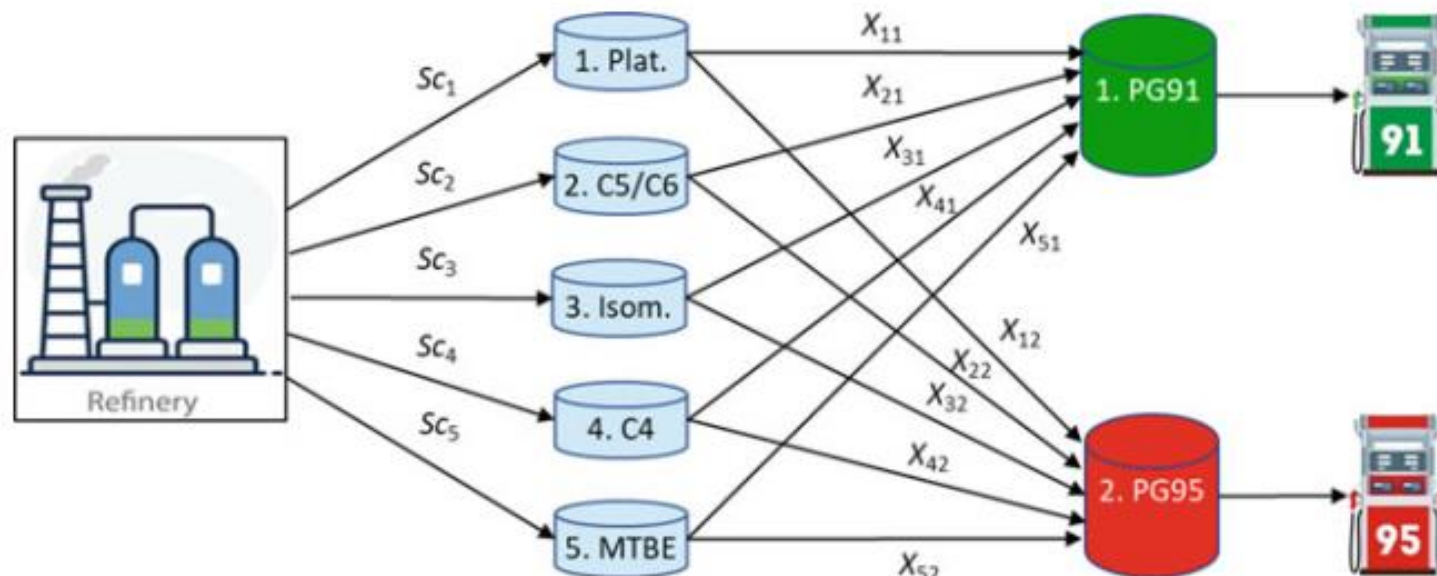 Sc₁
Sc₂
Sc₃
Sc₄
Sc₅
Refinery
1. Plat.
2. C5/C6
3. Isom.
4. C4
5. MTBE
X₁₁
X₂₁
X₃₁
X₄₁
X₅₁
X₁₂
X₂₂
X₃₂
X₄₂
X₅₂
1. PG91
2. PG95
91
95